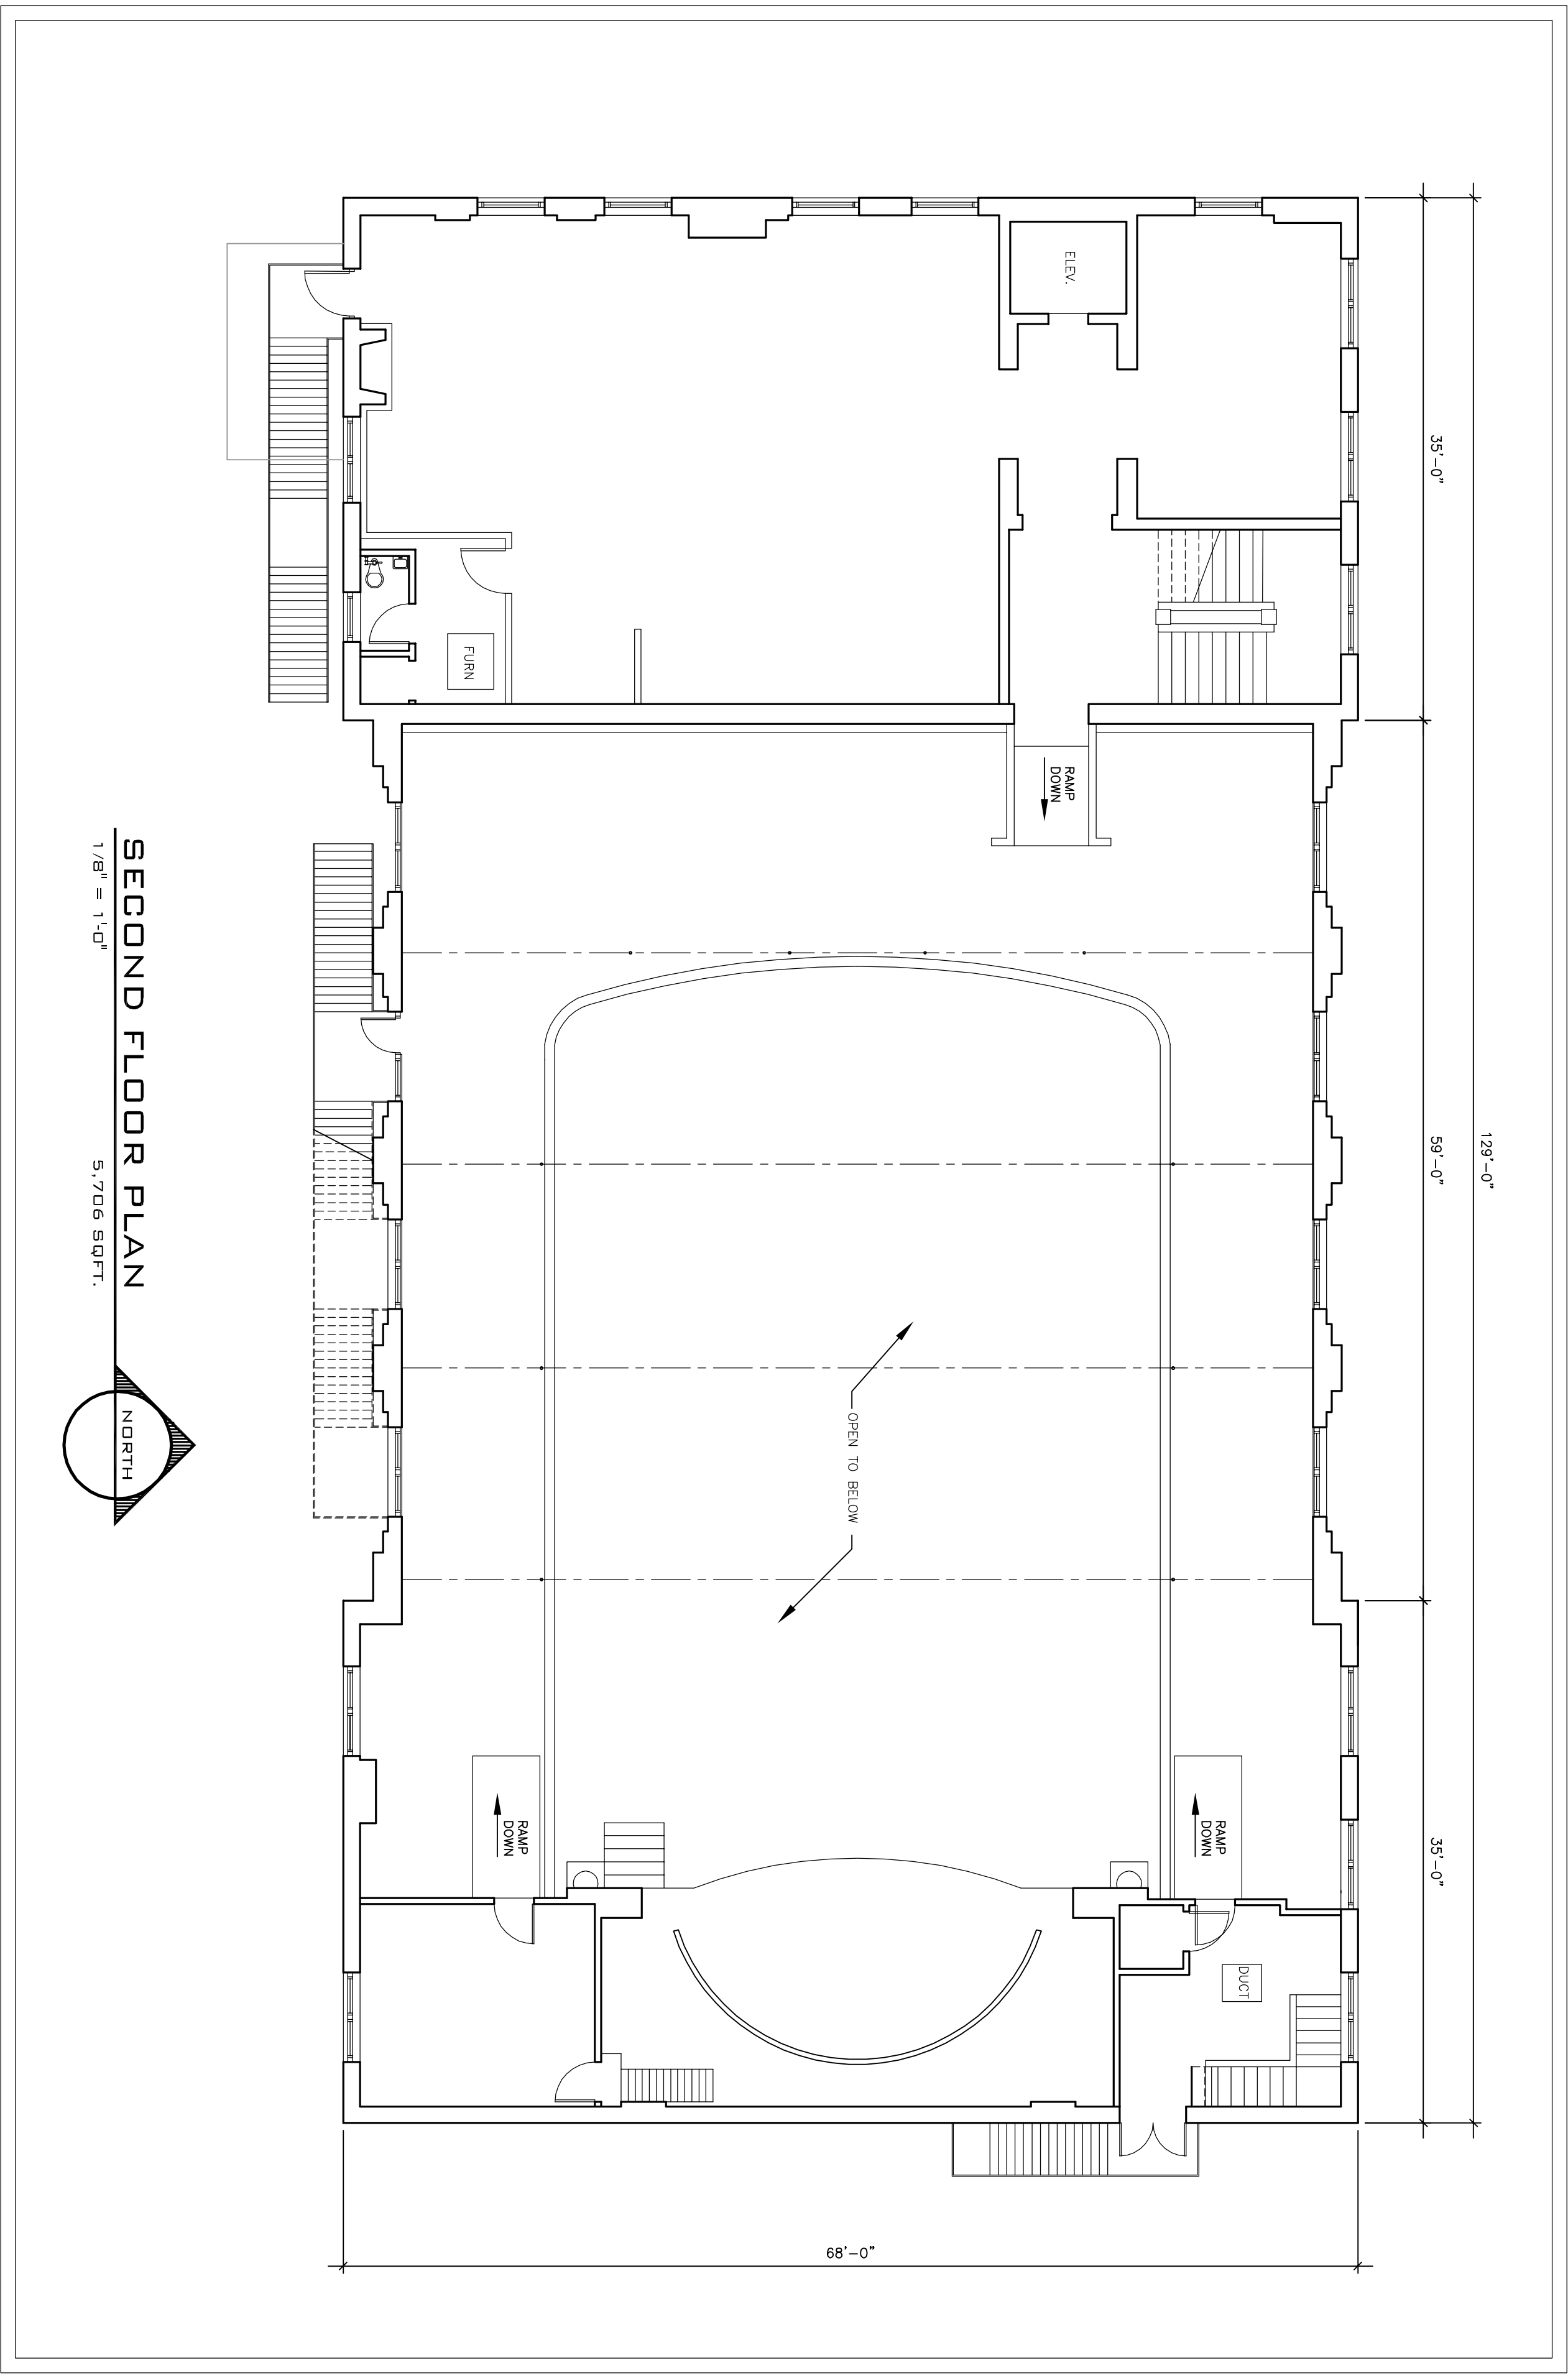 ELEV.
35'-0"
FURN
RAMP
DOWN
129'-0"
59'-0"
OPEN TO BELOW
RAMP
DOWN
RAMP
DOWN
35'-0"
DUCT
68'-0"
SECOND FLOOR PLAN
1/8" = 1'-0"
5,706 SQFT.
NORTH